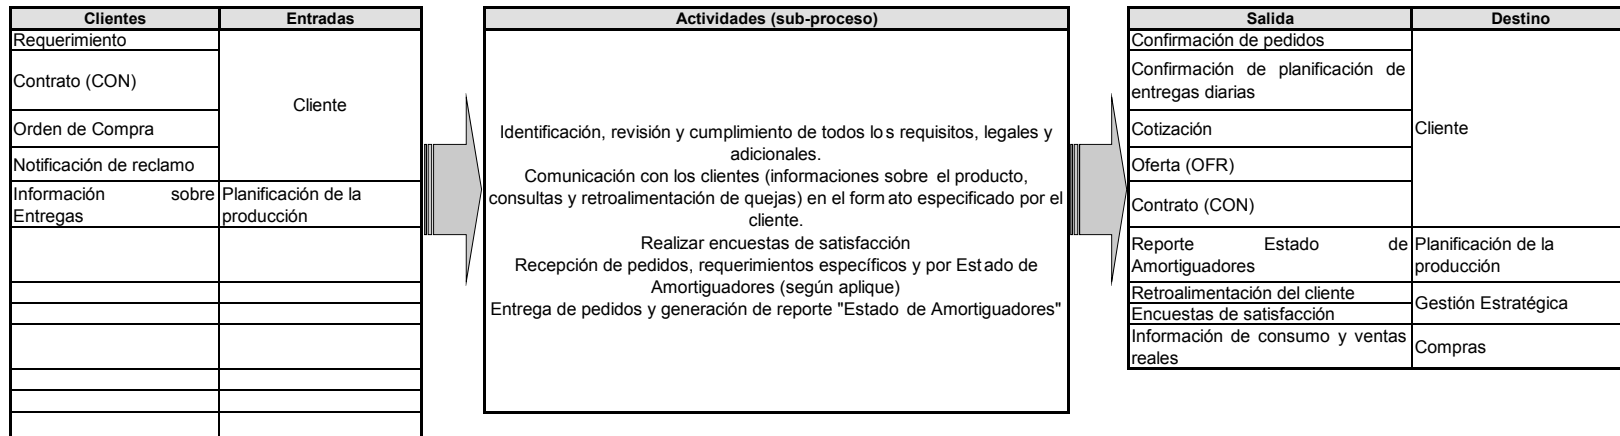 Clientes Entradas
Requerimiento
Contrato (CON)
Cliente
Orden de Compra
Notificación de reclamo
Información sobre Entregas
Planificación de la producción
Actividades (sub-proceso)
Identificación, revisión y cumplimiento de todos los requisitos, legales y
adicionales.
Comunicación con los clientes (informaciones sobre el producto,
consultas y retroalimentación de quejas) en el formato especificado por el
cliente.
Realizar encuestas de satisfacción
Recepción de pedidos, requerimientos específicos y por Estado de
Amortiguadores (según aplique)
Entrega de pedidos y generación de reporte "Estado de Amortiguadores"
Salida Destino
Confirmación de pedidos
Confirmación de planificación de
entregas diarias
Cotización
Cliente
Oferta (OFR)
Contrato (CON)
Reporte Estado de
Amortiguadores
Planificación de la
producción
Retroalimentación del cliente
Encuestas de satisfacción
Gestión Estratégica
Información de consumo y ventas
reales
Compras